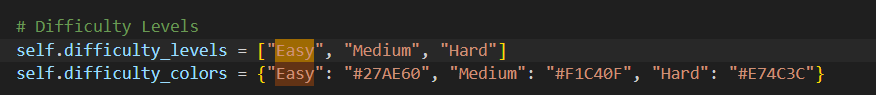 # Difficulty Levels
self.difficulty_levels = ["Easy", "Medium", "Hard"]
self.difficulty_colors = {"Easy": "#27AE60", "Medium": "#F1C40F", "Hard": "#E74C3C"}